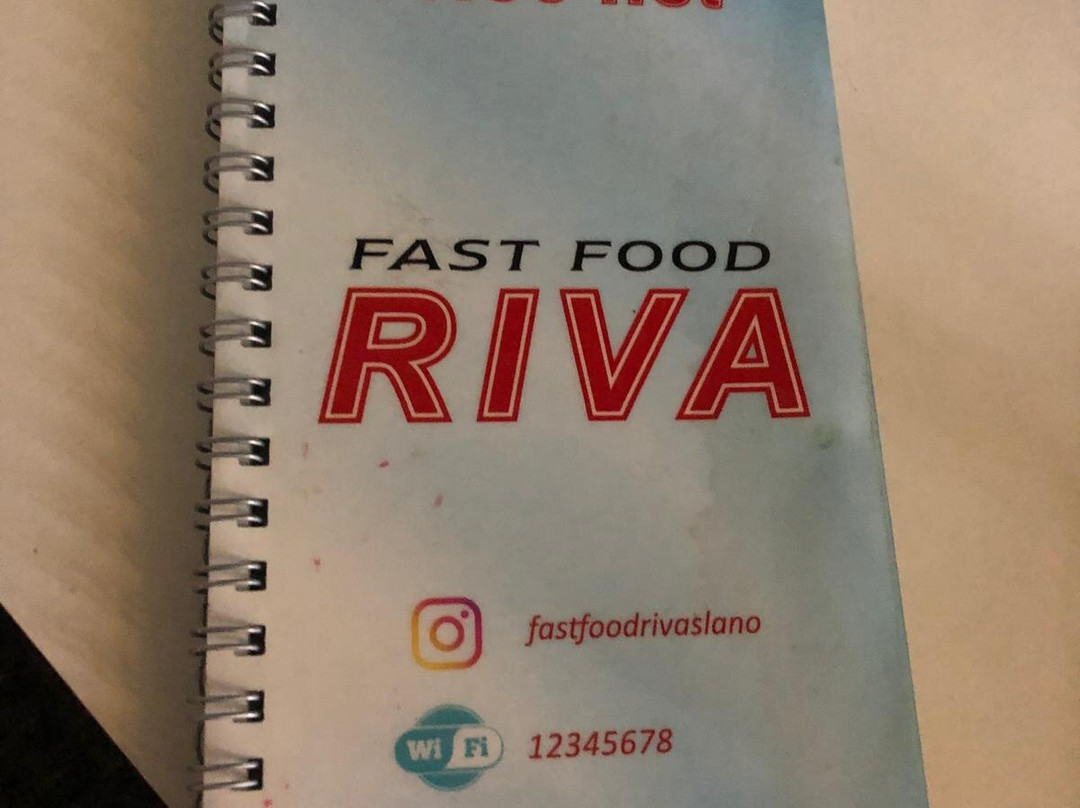 FAST FOOD
RIVA
fastfoodrivaslano
Wi Fi 12345678